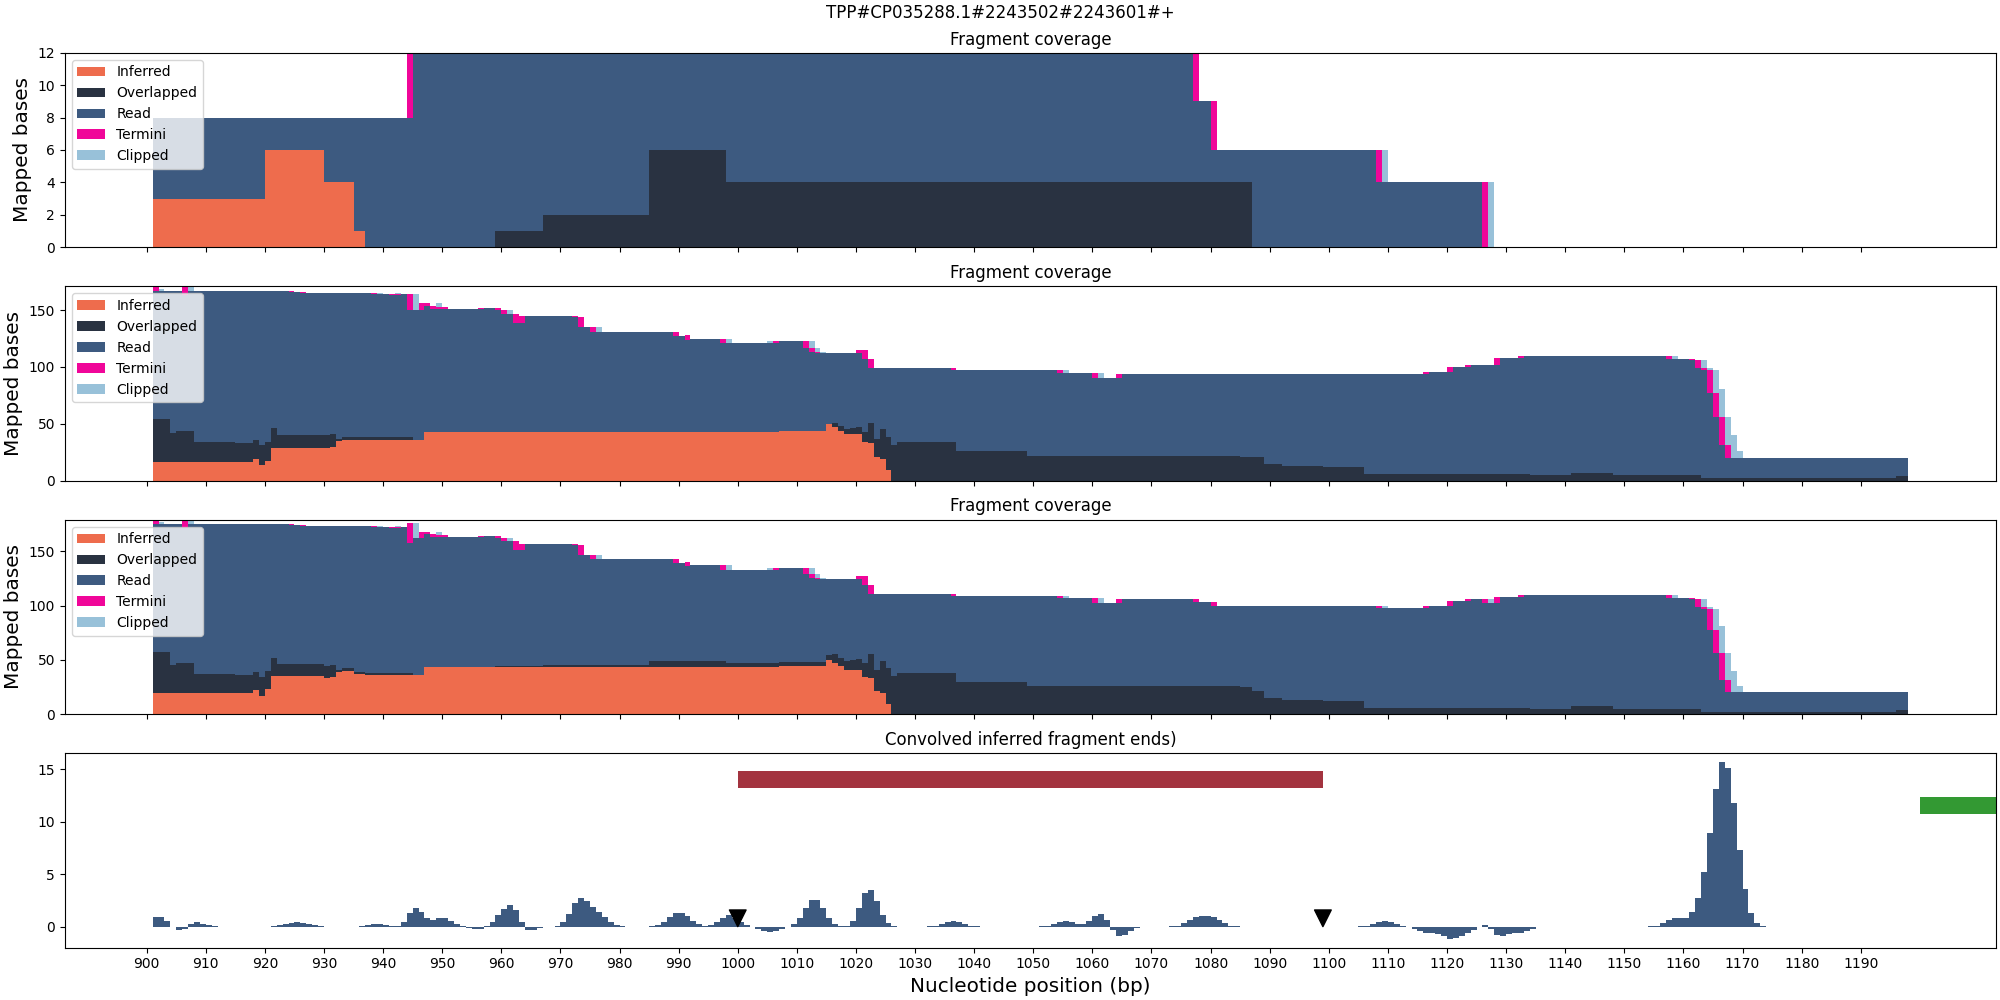 TPP#CP035288.1#2243502#2243601#+
Fragment coverage
12
10
8
6
4
2
0
Mapped bases
Inferred
Overlapped
Read
Termini
Clipped
Fragment coverage
150
100
50
0
Mapped bases
Inferred
Overlapped
Read
Termini
Clipped
Fragment coverage
150
100
50
0
Mapped bases
Inferred
Overlapped
Read
Termini
Clipped
Convolved inferred fragment ends)
15
10
5
0
900 910 920 930 940 950 960 970 980 990 1000 1010 1020 1030 1040 1050 1060 1070 1080 1090 1100 1110 1120 1130 1140 1150 1160 1170 1180 1190
Nucleotide position (bp)